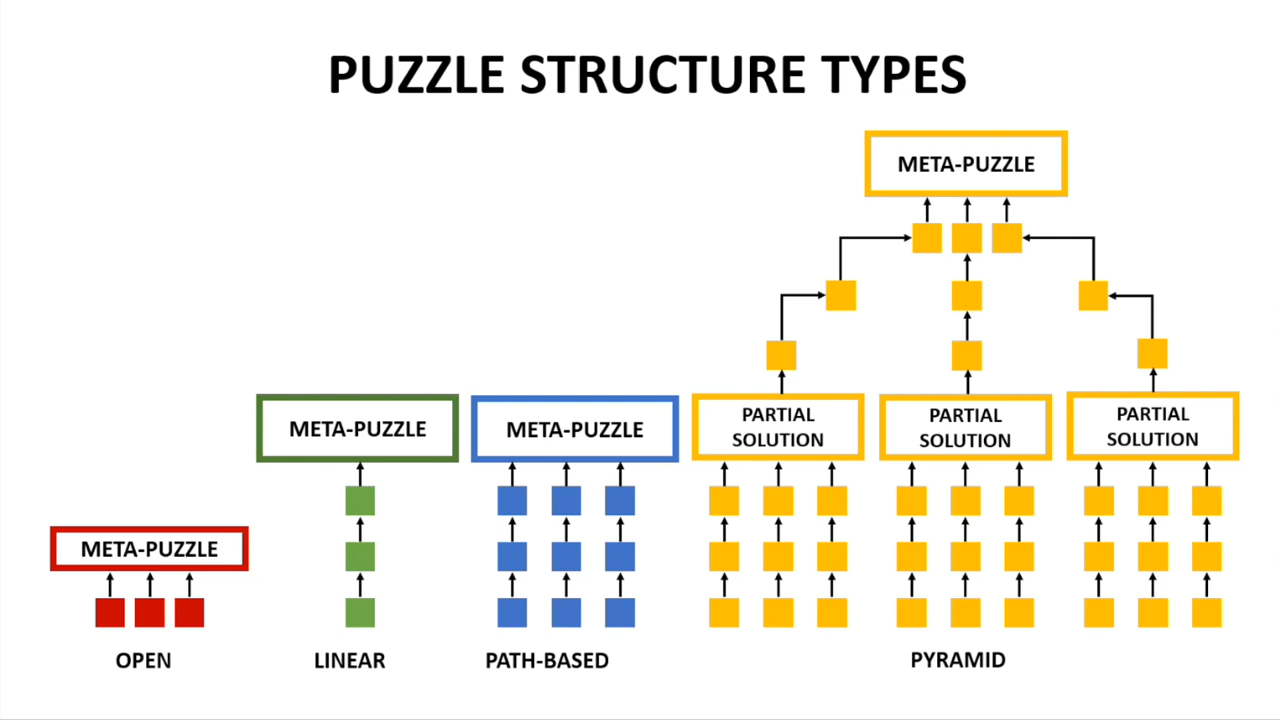 PUZZLE STRUCTURE TYPES
META-PUZZLE
META-PUZZLE
META-PUZZLE
PARTIAL
SOLUTION
PARTIAL
SOLUTION
PARTIAL
SOLUTION
META-PUZZLE
OPEN
LINEAR
PATH-BASED
PYRAMID